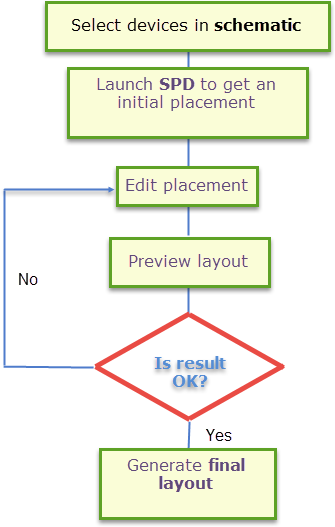 Select devices in schematic
Launch SPD to get an
initial placement
Edit placement
Preview layout
No
Is result
OK?
Yes
Generate final
layout